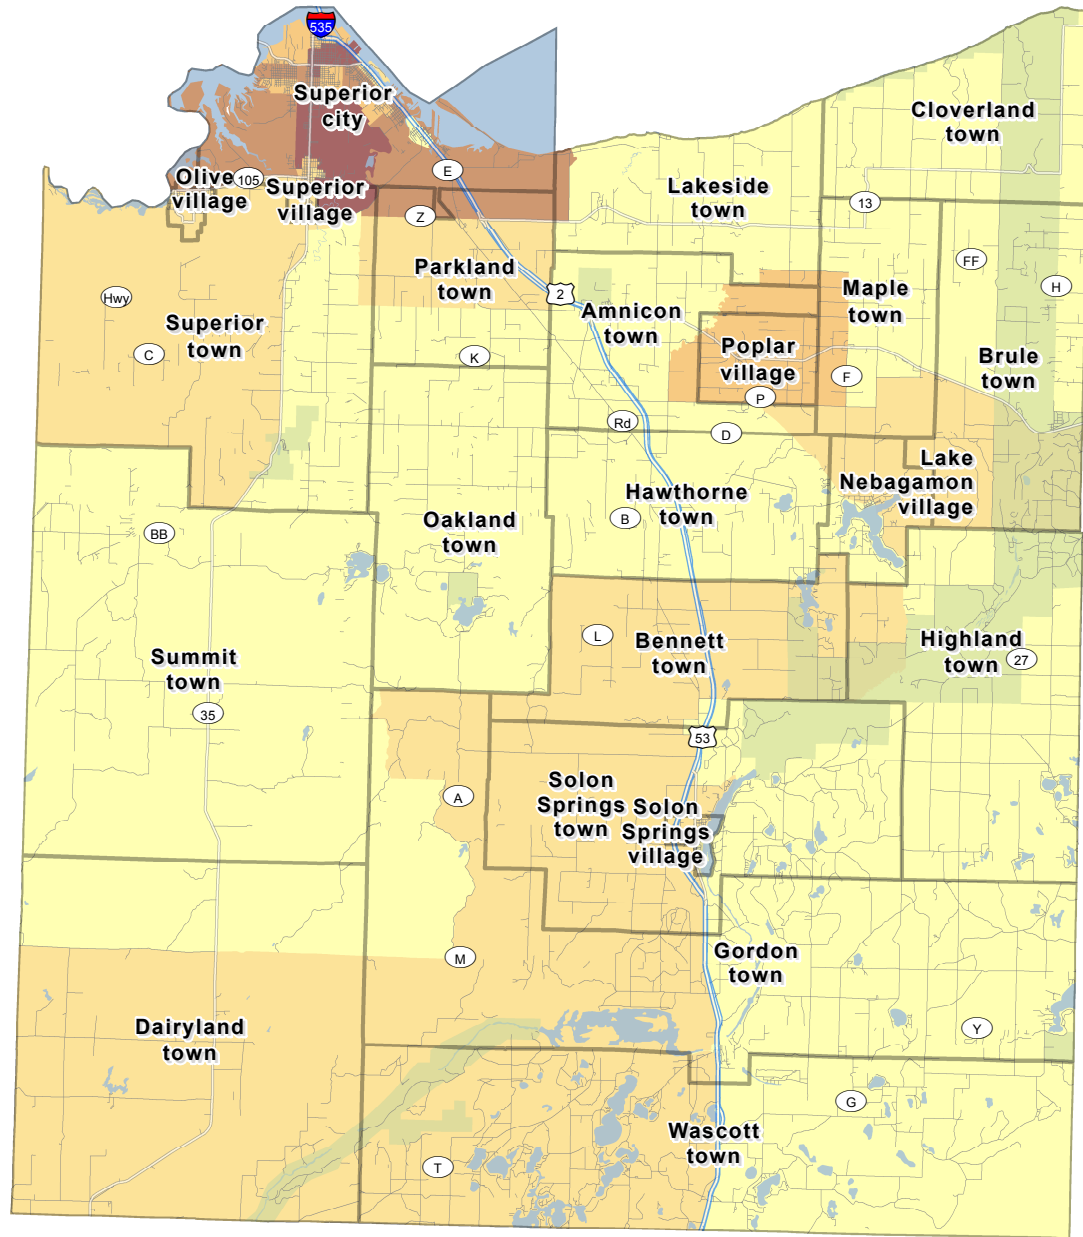 535
Superior
city
Cloverland
town
E
Olive
village
105
Superior
village
Lakeside
town
13
Z
Parkland
town
FF
Hwy
2
H
Maple
town
Amnicon
town
Superior
town
C
K
Poplar
village
F
Brule
town
P
Rd
D
Lake
Nebagamon
village
Hawthorne
town
B
Oakland
town
BB
L
Bennett
town
Highland
town
27
Summit
town
35
53
A
Solon
Springs
town
Solon
Springs
village
M
Gordon
town
Dairyland
town
Y
G
Wascott
town
T